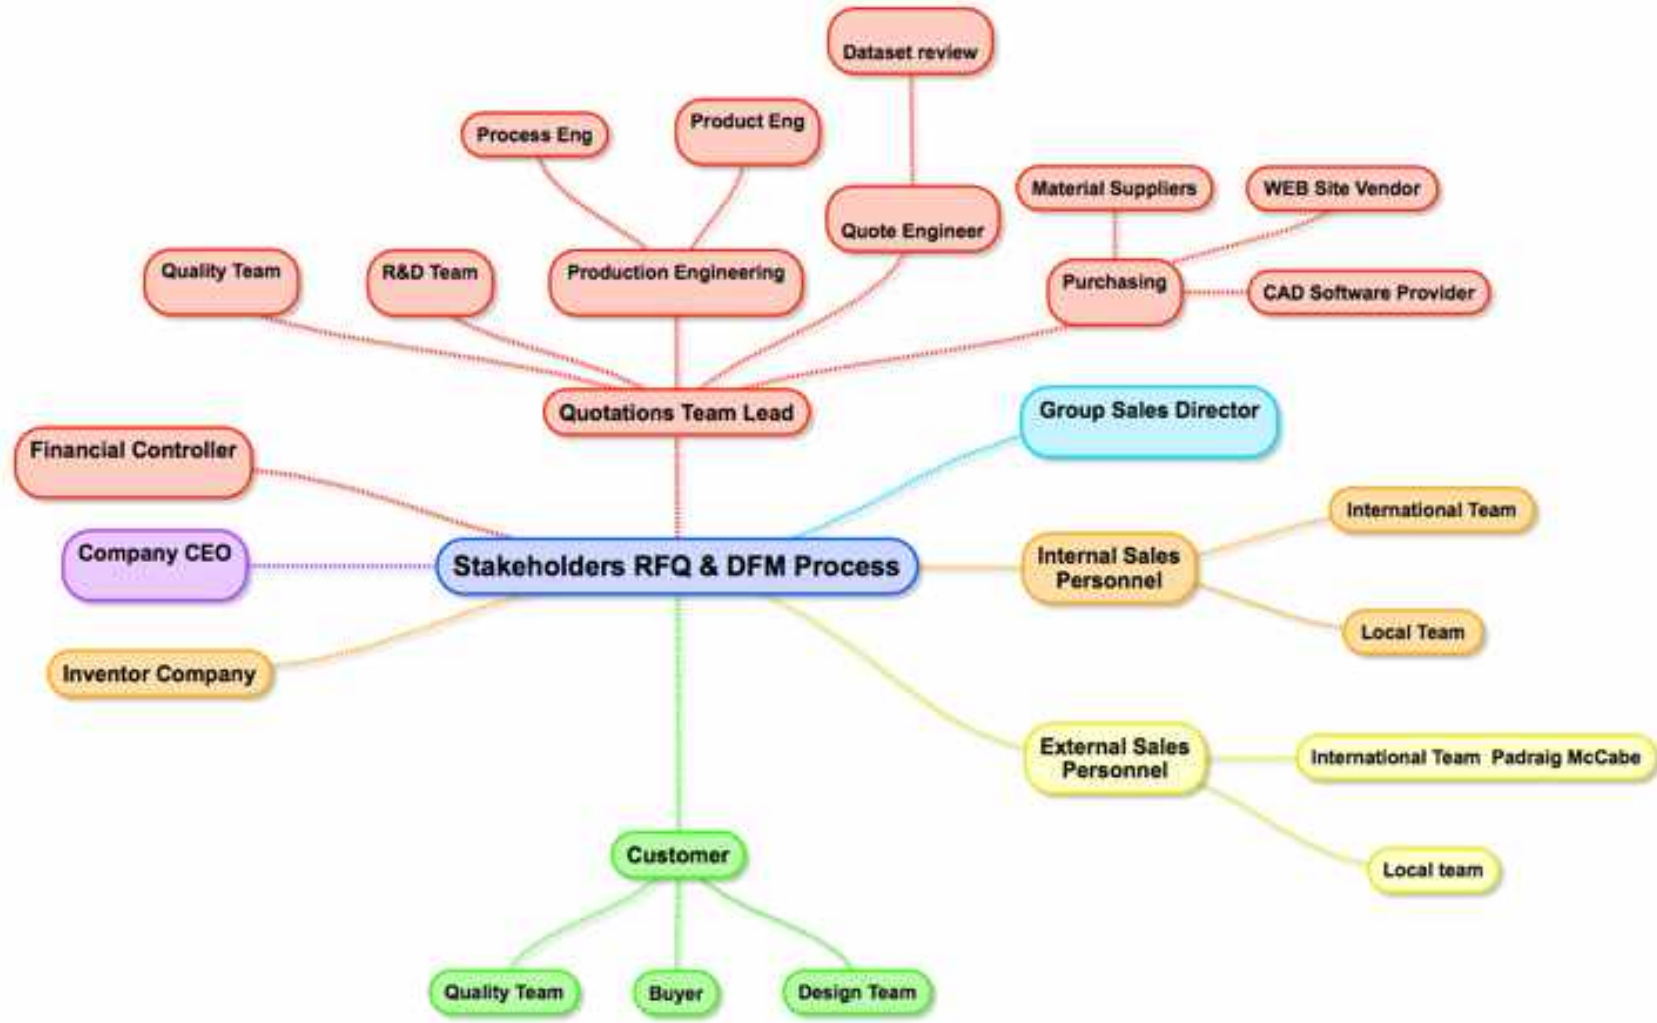 Dataset review
Process Eng
Product Eng
Material Suppliers
WEB Site Vendor
Quote Engineer
Quality Team
R&D Team
Production Engineering
Purchasing
CAD Software Provider
Quotations Team Lead
Group Sales Director
Financial Controller
International Team
Company CEO
Stakeholders RFQ & DFM Process
Internal Sales
Personnel
Local Team
Inventor Company
External Sales
Personnel
International Team  Padraig McCabe
Customer
Local team
Quality Team
Buyer
Design Team